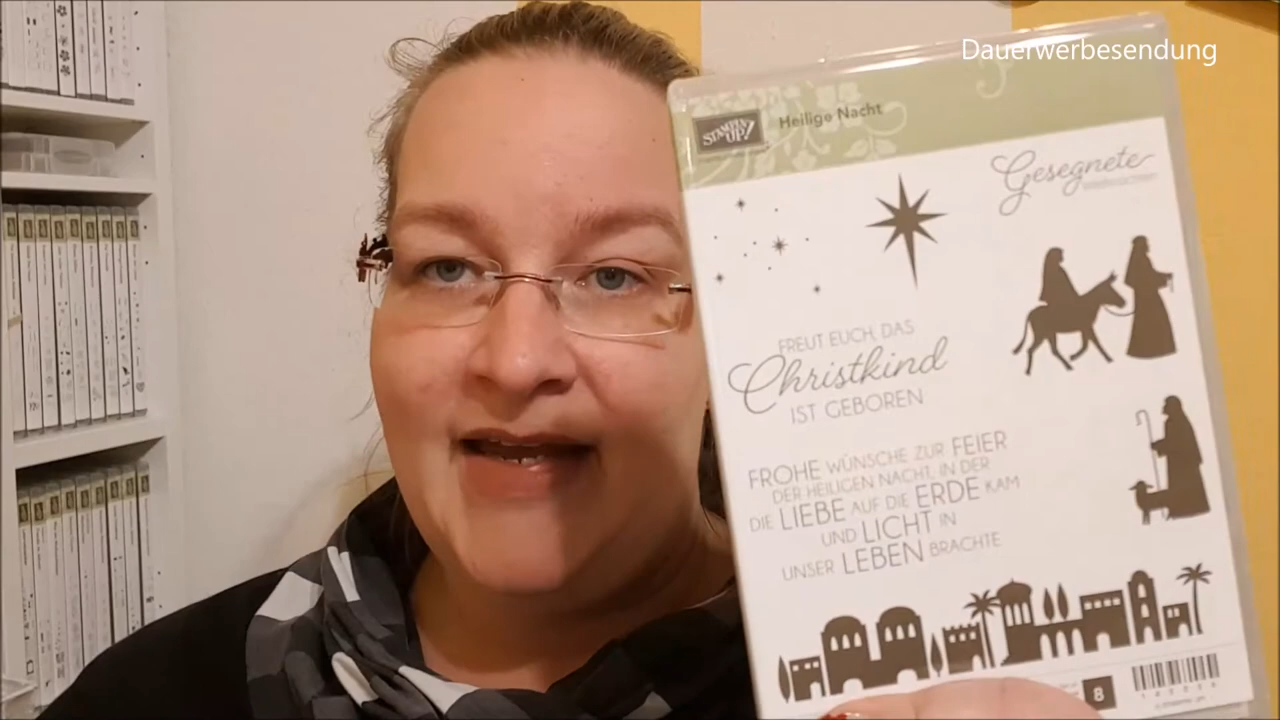 Dauerwerbesendung
STAMPIN' UP!
Heilige Nacht
Gesegnete
FREUT EUCH, DAS
Christkind
IST GEBOREN
FROHE WÜNSCHE ZUR FEIER
DER HEILIGEN NACHT, IN DER
DIE LIEBE AUF DIE ERDE KAM
UND LICHT IN
UNSER LEBEN BRACHTE
8